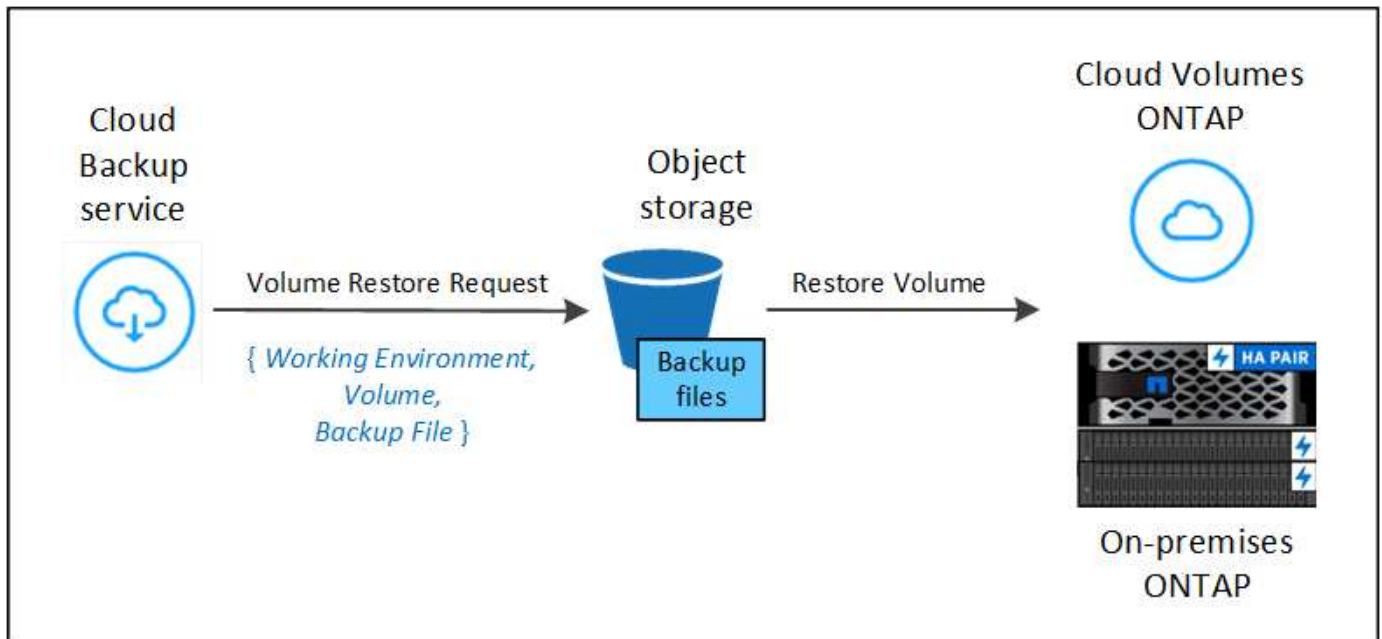 Cloud
Backup
service
Volume Restore Request
{ Working Environment,
Volume,
Backup File }
Object
storage
Backup
files
Restore Volume
Cloud Volumes
ONTAP
HA PAIR
On-premises
ONTAP